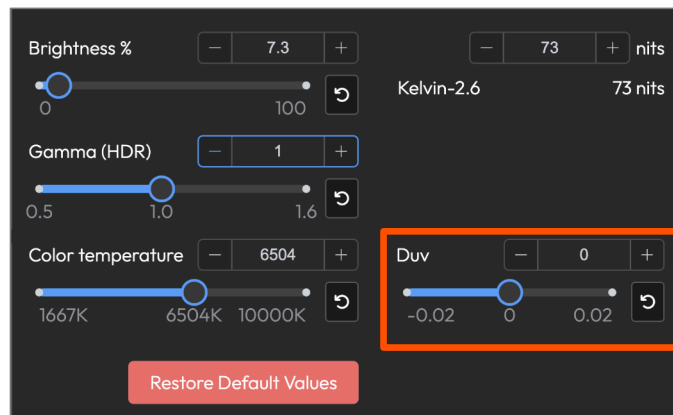 Brightness %
− 7.3 +
− 73 + nits
0 100
Kelvin-2.6 73 nits
Gamma (HDR)
− 1 +
0.5 1.0 1.6
Color temperature
− 6504 +
Duv
− 0 +
1667K 6504K 10000K
-0.02 0 0.02
Restore Default Values